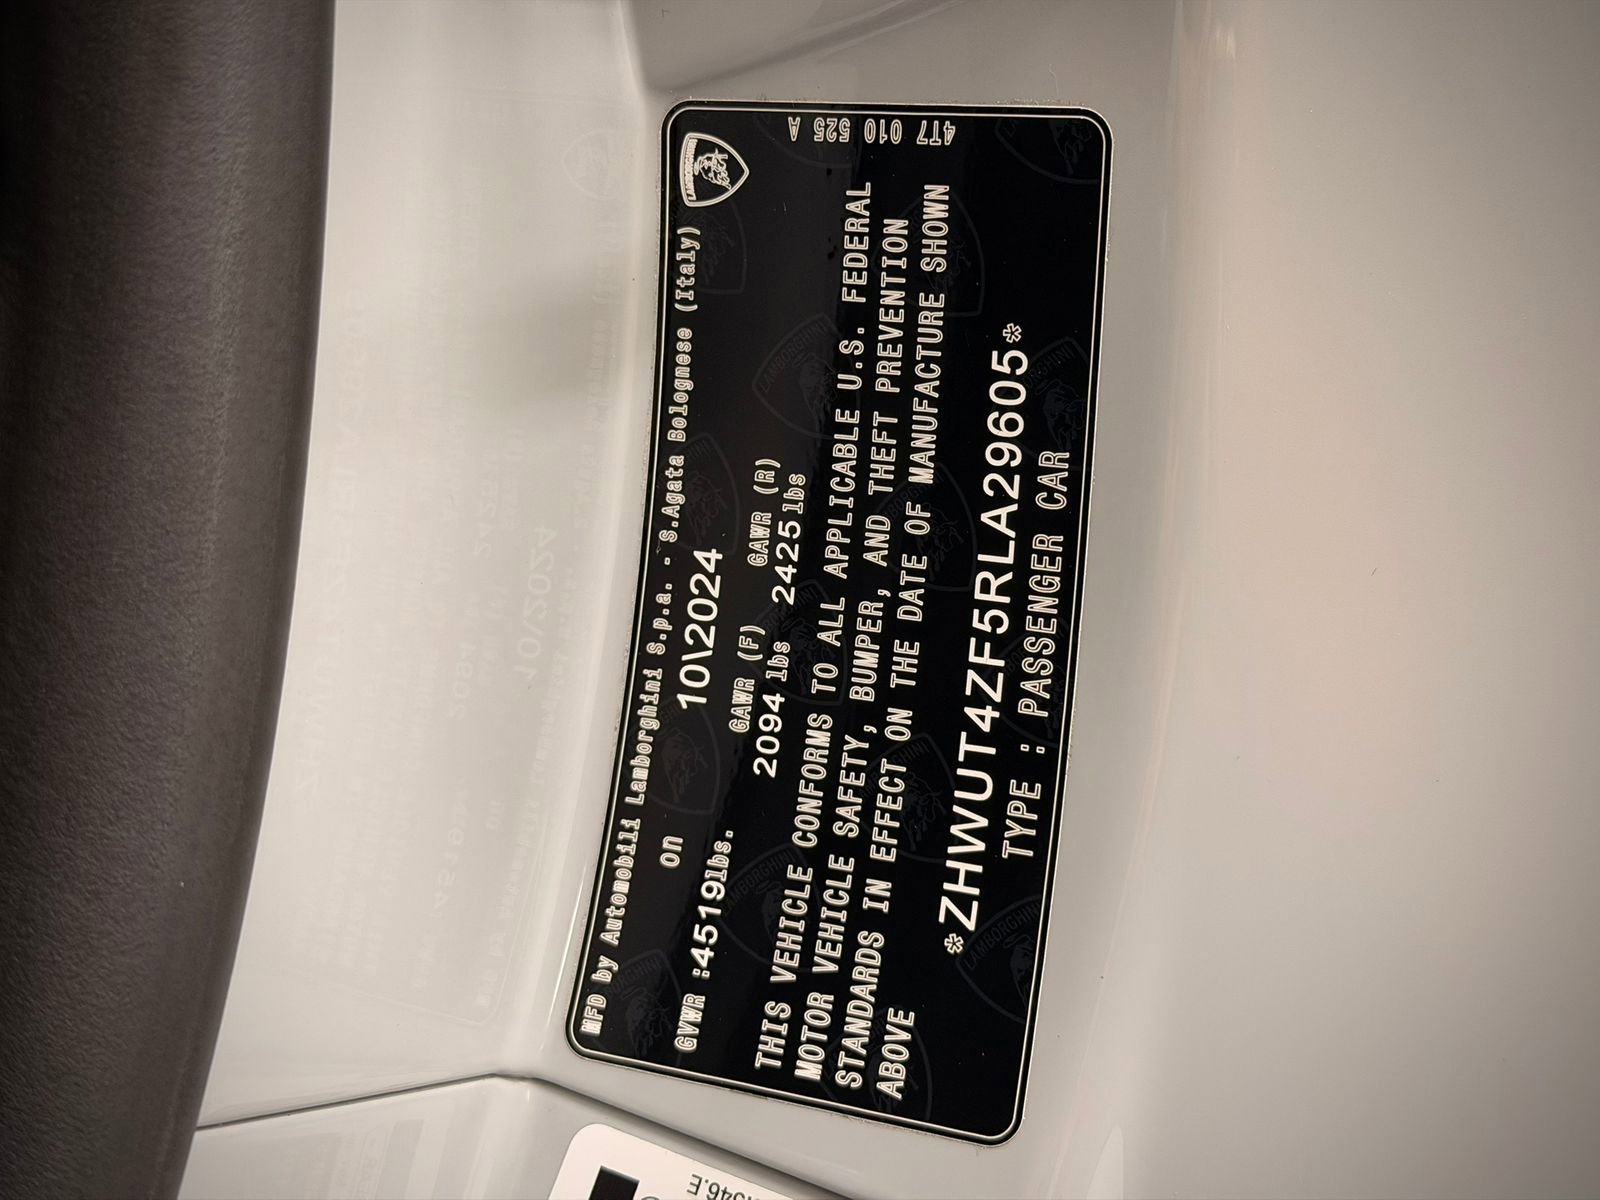 LAMBORGHINI
MFD by Automobili Lamborghini S.p.a. - S.Agata Bolognese (Italy)
on 10\2024
GVWR :4519lbs. GAWR (F) GAWR (R)
2094 lbs 2425lbs
THIS VEHICLE CONFORMS TO ALL APPLICABLE U.S. FEDERAL
MOTOR VEHICLE SAFETY, BUMPER, AND THEFT PREVENTION
STANDARDS IN EFFECT ON THE DATE OF MANUFACTURE SHOWN
ABOVE
*ZHWUT4ZF5RLA29605*
TYPE : PASSENGER CAR
4T7 010 525 A